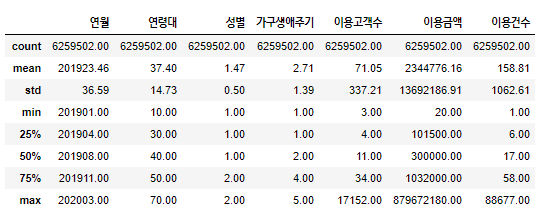 연월 연령대 성별 가구생애주기 이용고객수 이용금액 이용건수
count 6259502.00 6259502.00 6259502.00 6259502.00 6259502.00 6259502.00 6259502.00
mean 201923.46 37.40 1.47 2.71 71.05 2344776.16 158.81
std 36.59 14.73 0.50 1.39 337.21 13692186.91 1062.61
min 201901.00 10.00 1.00 1.00 3.00 20.00 1.00
25% 201904.00 30.00 1.00 1.00 4.00 101500.00 6.00
50% 201908.00 40.00 1.00 2.00 11.00 300000.00 17.00
75% 201911.00 50.00 2.00 4.00 34.00 1032000.00 58.00
max 202003.00 70.00 2.00 5.00 17152.00 879672180.00 88677.00